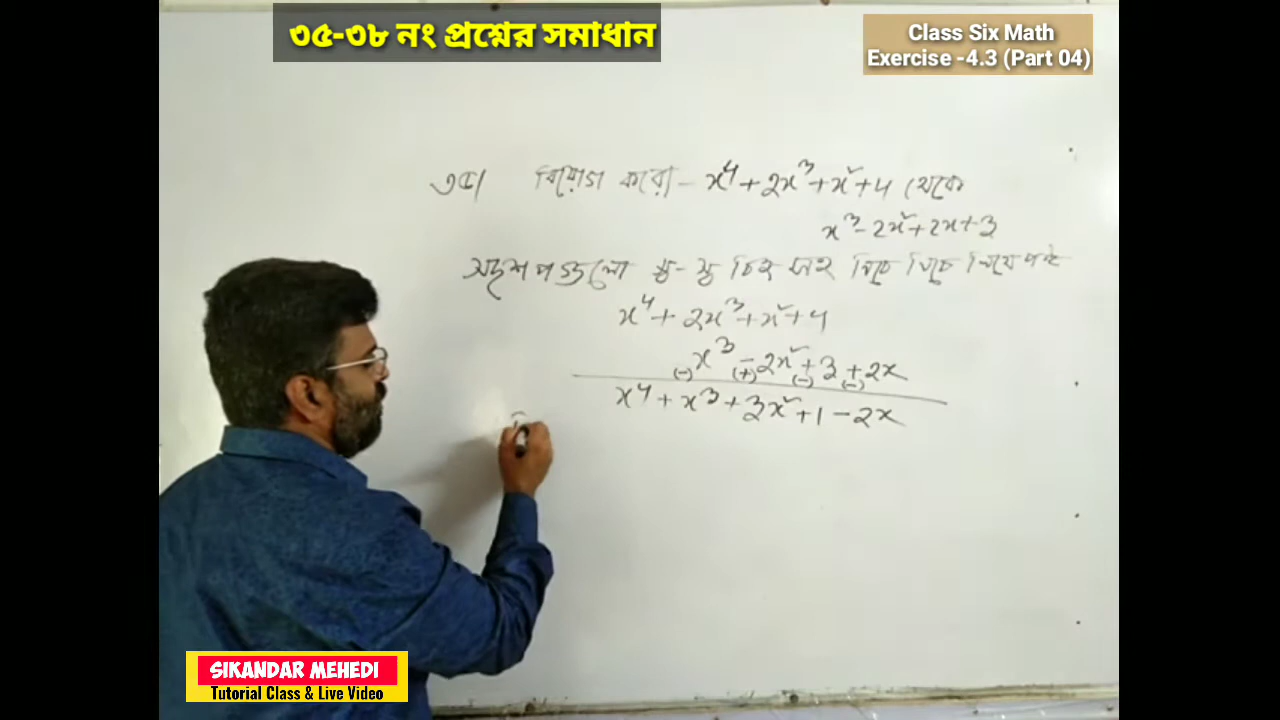 ৩৫-৩৮ নং প্রশ্নের সমাধান
Class Six Math
Exercise -4.3 (Part 04)
৩৫। বিয়োগ করো- x⁴ + 2x³ + x² + 4 থেকে
x³ - 2x² + 2x + 3
সদৃশ পদগুলো স্ব-স্ব চিহ্ন সহ নিচে নিচে লিখে পাই
x⁴ + 2x³ + x² + 4
x³ - 2x² + 3 + 2x
(-) (+) (-) (-)
x⁴ + x³ + 3x² + 1 - 2x
SIKANDAR MEHEDI
Tutorial Class & Live Video